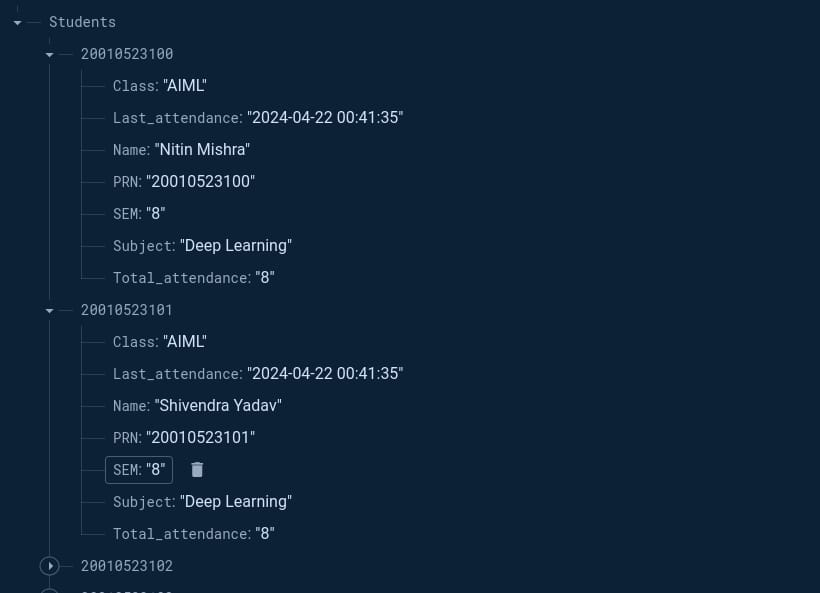 Students
20010523100
Class: "AIML"
Last_attendance: "2024-04-22 00:41:35"
Name: "Nitin Mishra"
PRN: "20010523100"
SEM: "8"
Subject: "Deep Learning"
Total_attendance: "8"
20010523101
Class: "AIML"
Last_attendance: "2024-04-22 00:41:35"
Name: "Shivendra Yadav"
PRN: "20010523101"
SEM: "8"
Subject: "Deep Learning"
Total_attendance: "8"
20010523102